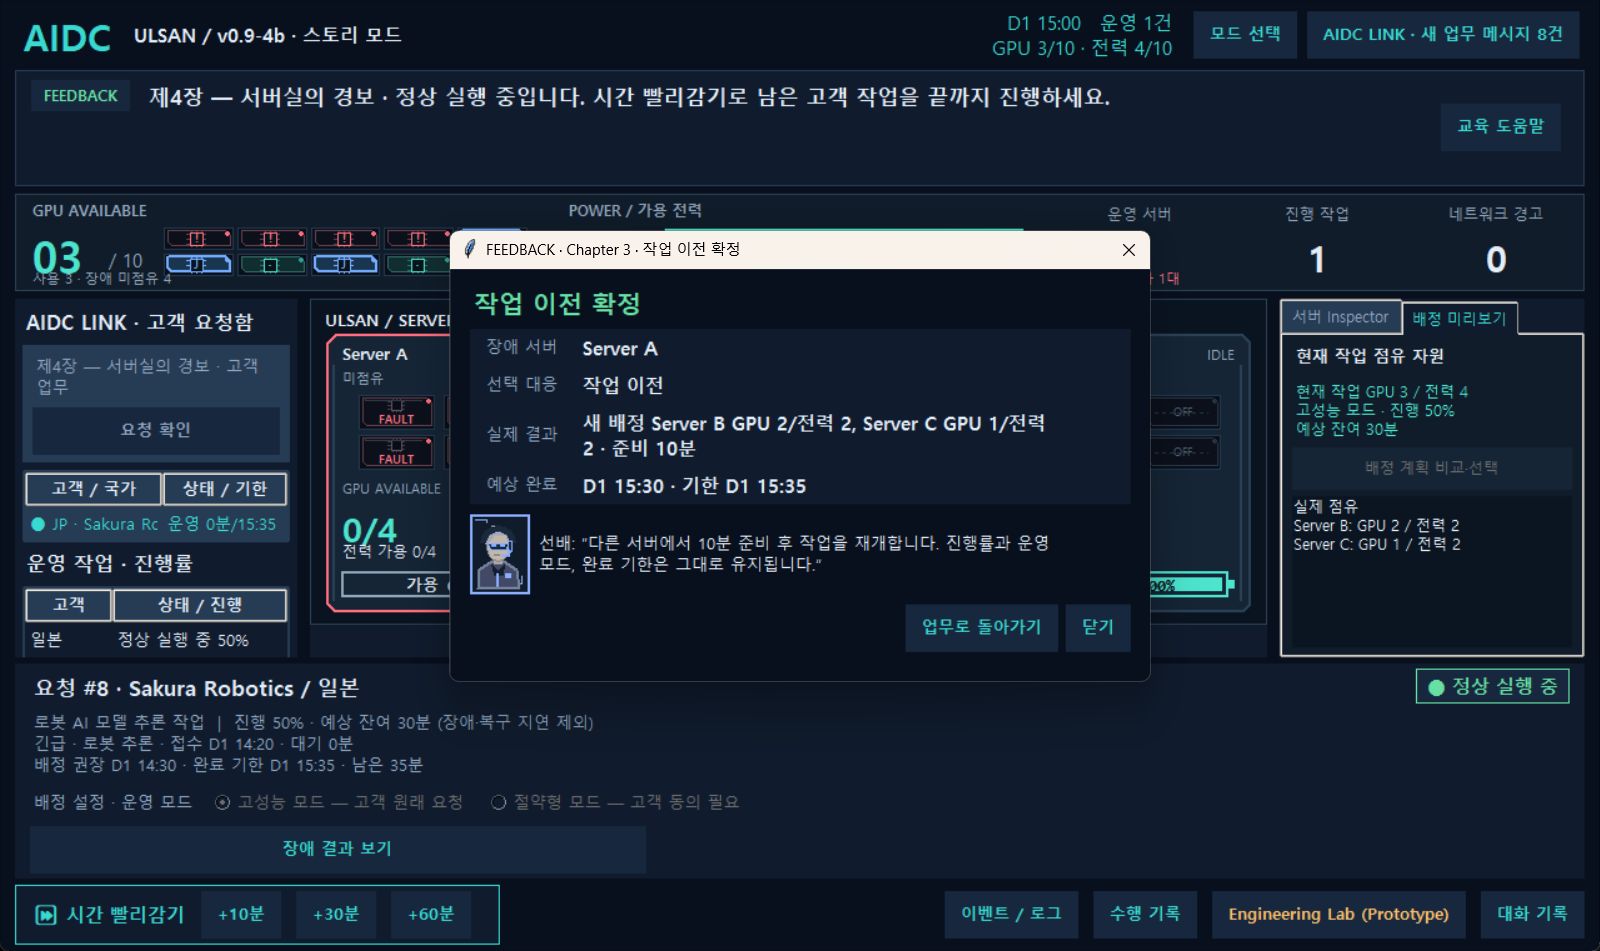 AIDC ULSAN / v0.9-4b · 스토리 모드
D1 15:00 운영 1건
GPU 3/10 · 전력 4/10
모드 선택
AIDC LINK · 새 업무 메시지 8건
FEEDBACK 제4장 — 서버실의 경보 · 정상 실행 중입니다. 시간 빨리감기로 남은 고객 작업을 끝까지 진행하세요.
교육 도움말
GPU AVAILABLE
03 / 10
사용 3 · 장애 미점유 4
POWER / 가용 전력
운영 서버
1대
진행 작업
1
네트워크 경고
0
AIDC LINK · 고객 요청함
제4장 — 서버실의 경보 · 고객
업무
요청 확인
고객 / 국가 상태 / 기한
JP · Sakura Rc 운영 0분/15:35
운영 작업 · 진행률
고객 상태 / 진행
일본 정상 실행 중 50%
ULSAN / SERVE
Server A
미점유
FAULT
FAULT
GPU AVAILABLE
0/4
전력 가용 0/4
가용
IDLE
-OFF-
-OFF-
00%
FEEDBACK · Chapter 3 · 작업 이전 확정
작업 이전 확정
장애 서버 Server A
선택 대응 작업 이전
실제 결과 새 배정 Server B GPU 2/전력 2, Server C GPU 1/전력
2 · 준비 10분
예상 완료 D1 15:30 · 기한 D1 15:35
선배: “다른 서버에서 10분 준비 후 작업을 재개합니다. 진행률과 운영
모드, 완료 기한은 그대로 유지됩니다.”
업무로 돌아가기 닫기
서버 Inspector 배정 미리보기
현재 작업 점유 자원
현재 작업 GPU 3 / 전력 4
고성능 모드 · 진행 50%
예상 잔여 30분
배정 계획 비교·선택
실제 점유
Server B: GPU 2 / 전력 2
Server C: GPU 1 / 전력 2
요청 #8 · Sakura Robotics / 일본
정상 실행 중
로봇 AI 모델 추론 작업 | 진행 50% · 예상 잔여 30분 (장애·복구 지연 제외)
긴급 · 로봇 추론 · 접수 D1 14:20 · 대기 0분
배정 권장 D1 14:30 · 완료 기한 D1 15:35 · 남은 35분
배정 설정 · 운영 모드 고성능 모드 — 고객 원래 요청 절약형 모드 — 고객 동의 필요
장애 결과 보기
시간 빨리감기 +10분 +30분 +60분
이벤트 / 로그 수행 기록 Engineering Lab (Prototype) 대화 기록